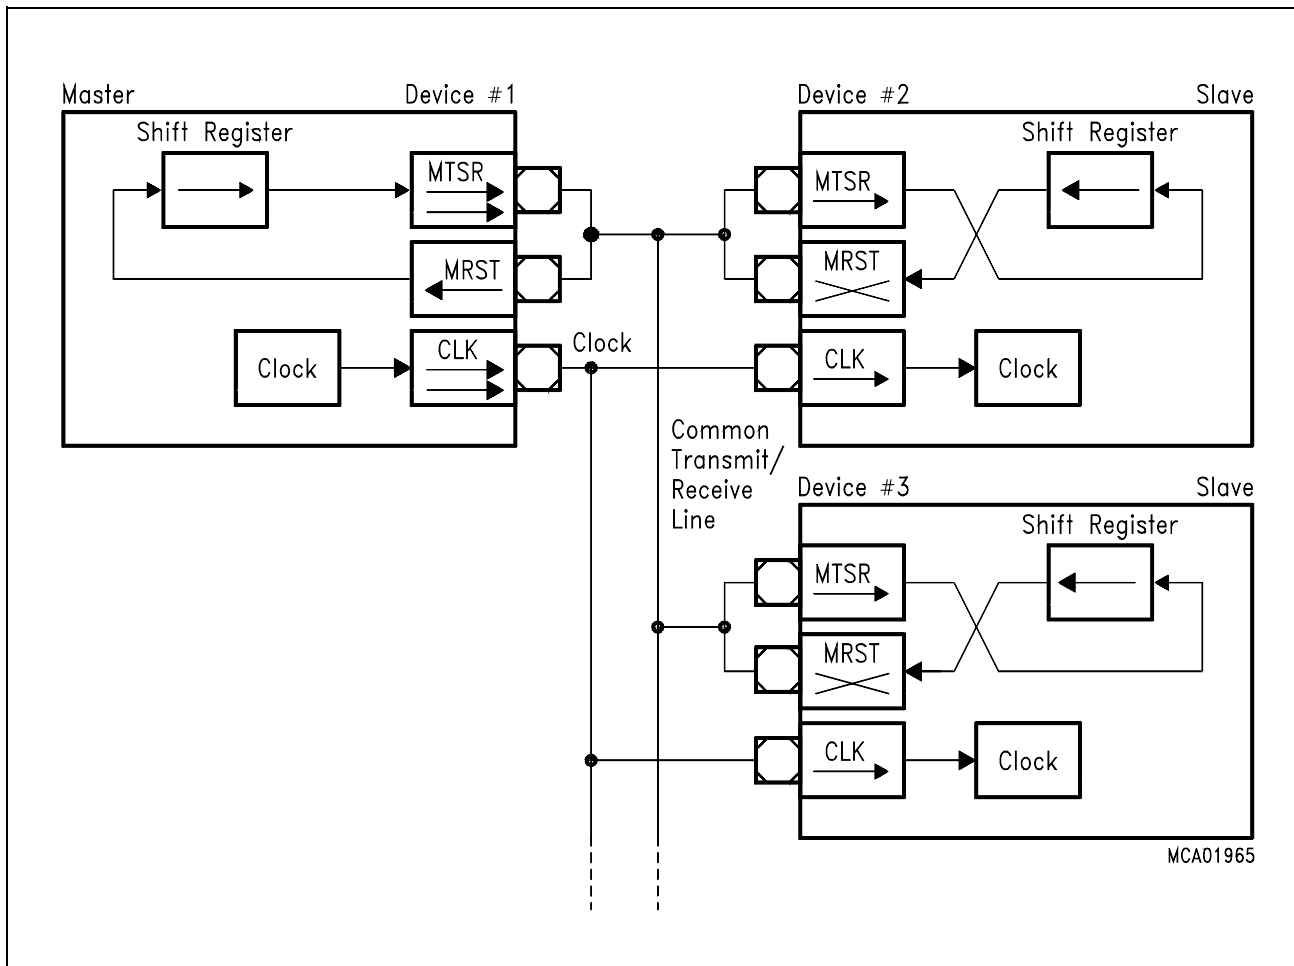 Master Device #1
Shift Register
MTSR
MRST
Clock
CLK
Clock
Device #2 Slave
Shift Register
MTSR
MRST
CLK
Clock
Common
Transmit/
Receive
Line
Device #3 Slave
Shift Register
MTSR
MRST
CLK
Clock
MCA01965